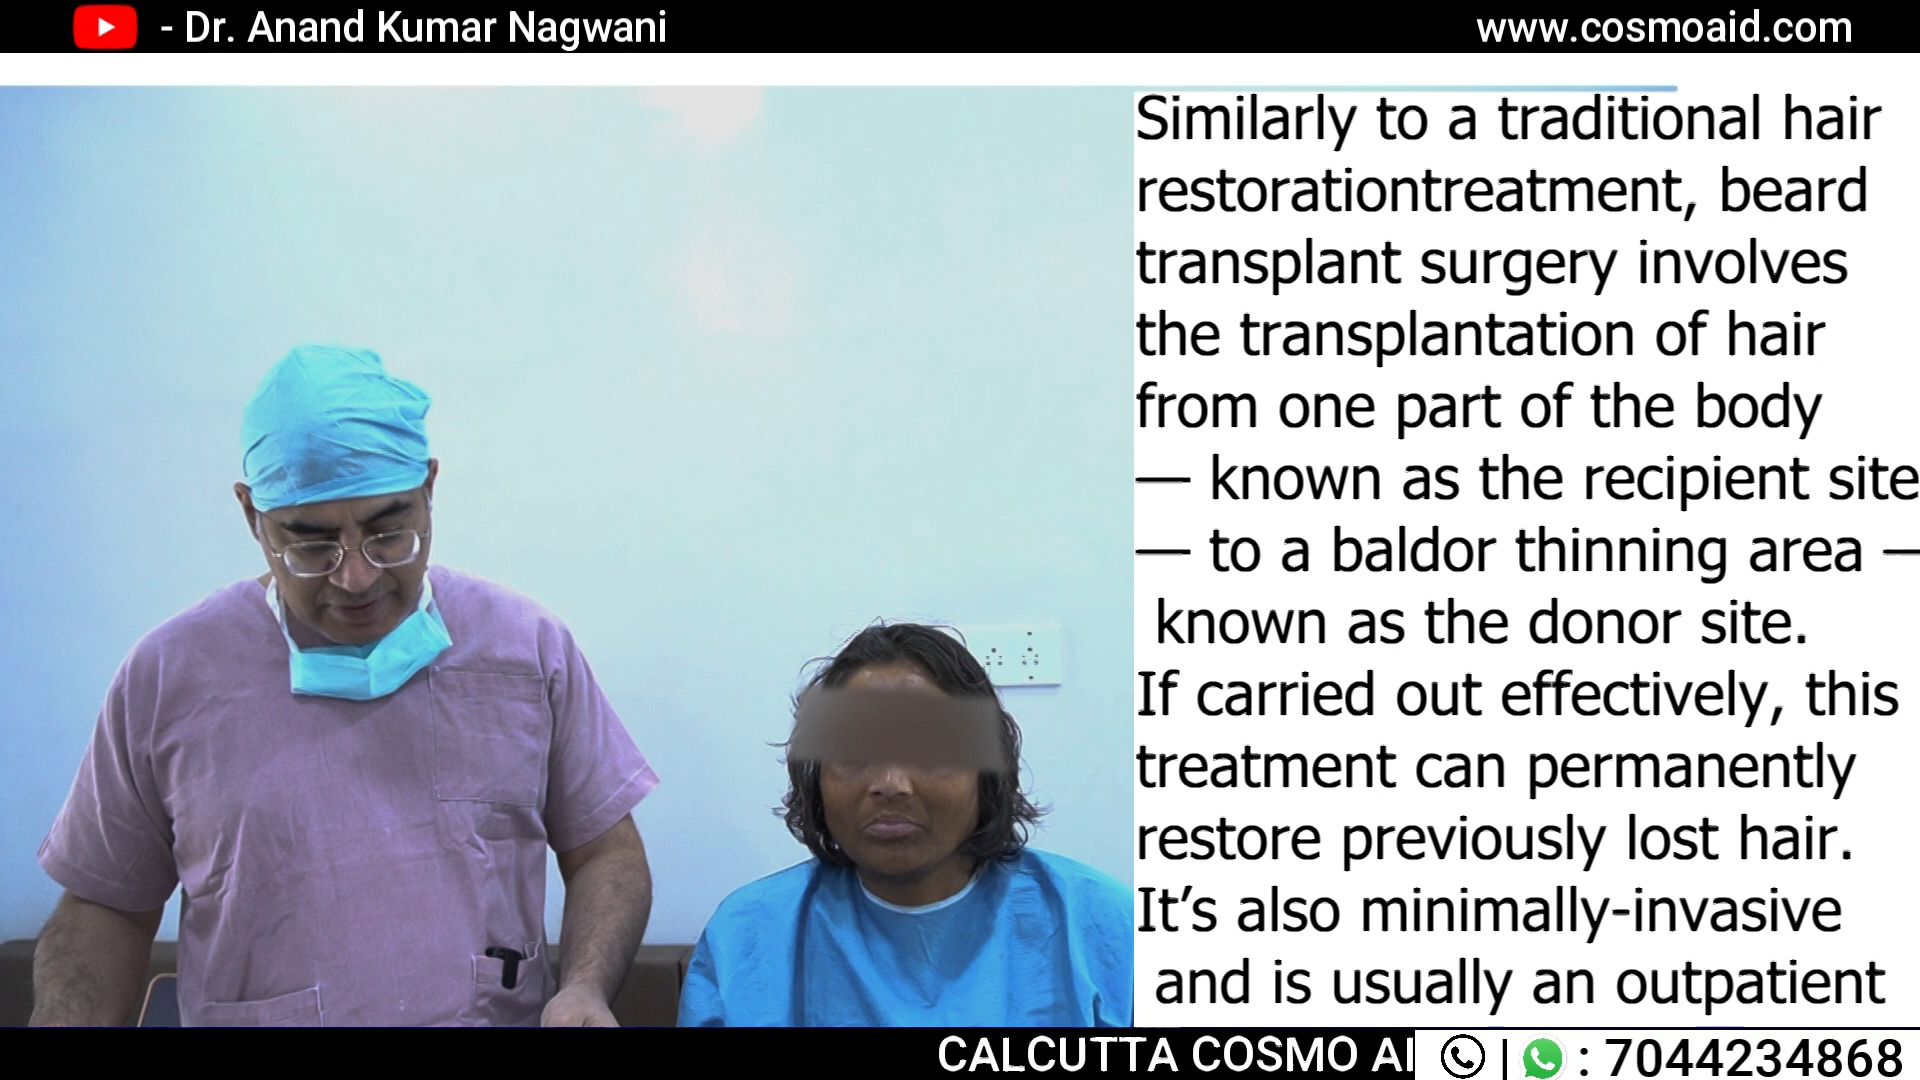 - Dr. Anand Kumar Nagwani
www.cosmoaid.com
Similarly to a traditional hair
restorationtreatment, beard
transplant surgery involves
the transplantation of hair
from one part of the body
— known as the recipient site
— to a baldor thinning area —
known as the donor site.
If carried out effectively, this
treatment can permanently
restore previously lost hair.
It’s also minimally-invasive
and is usually an outpatient
CALCUTTA COSMO AI
| : 7044234868